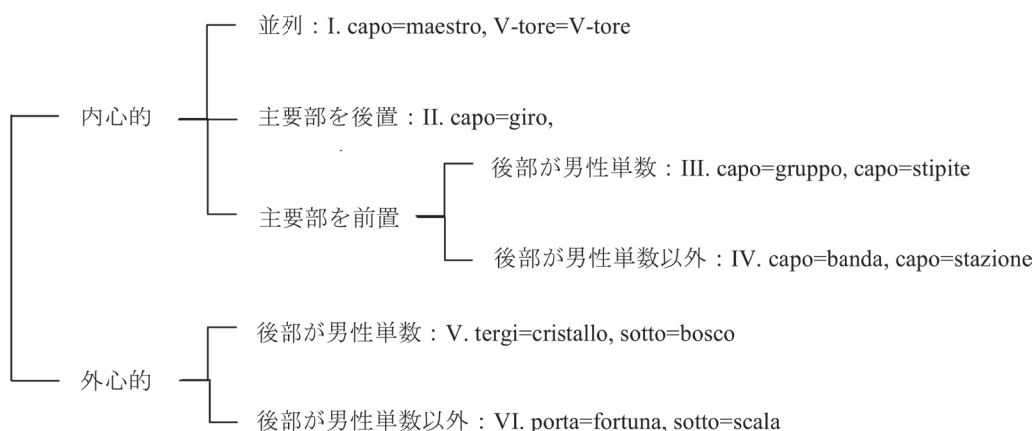 並列：I. capo=maestro, V-tore=V-tore
内心的
主要部を後置：II. capo=giro,
後部が男性単数：III. capo=gruppo, capo=stipite
主要部を前置
後部が男性単数以外：IV. capo=banda, capo=stazione
後部が男性単数：V. tergi=cristallo, sotto=bosco
外心的
後部が男性単数以外：VI. porta=fortuna, sotto=scala